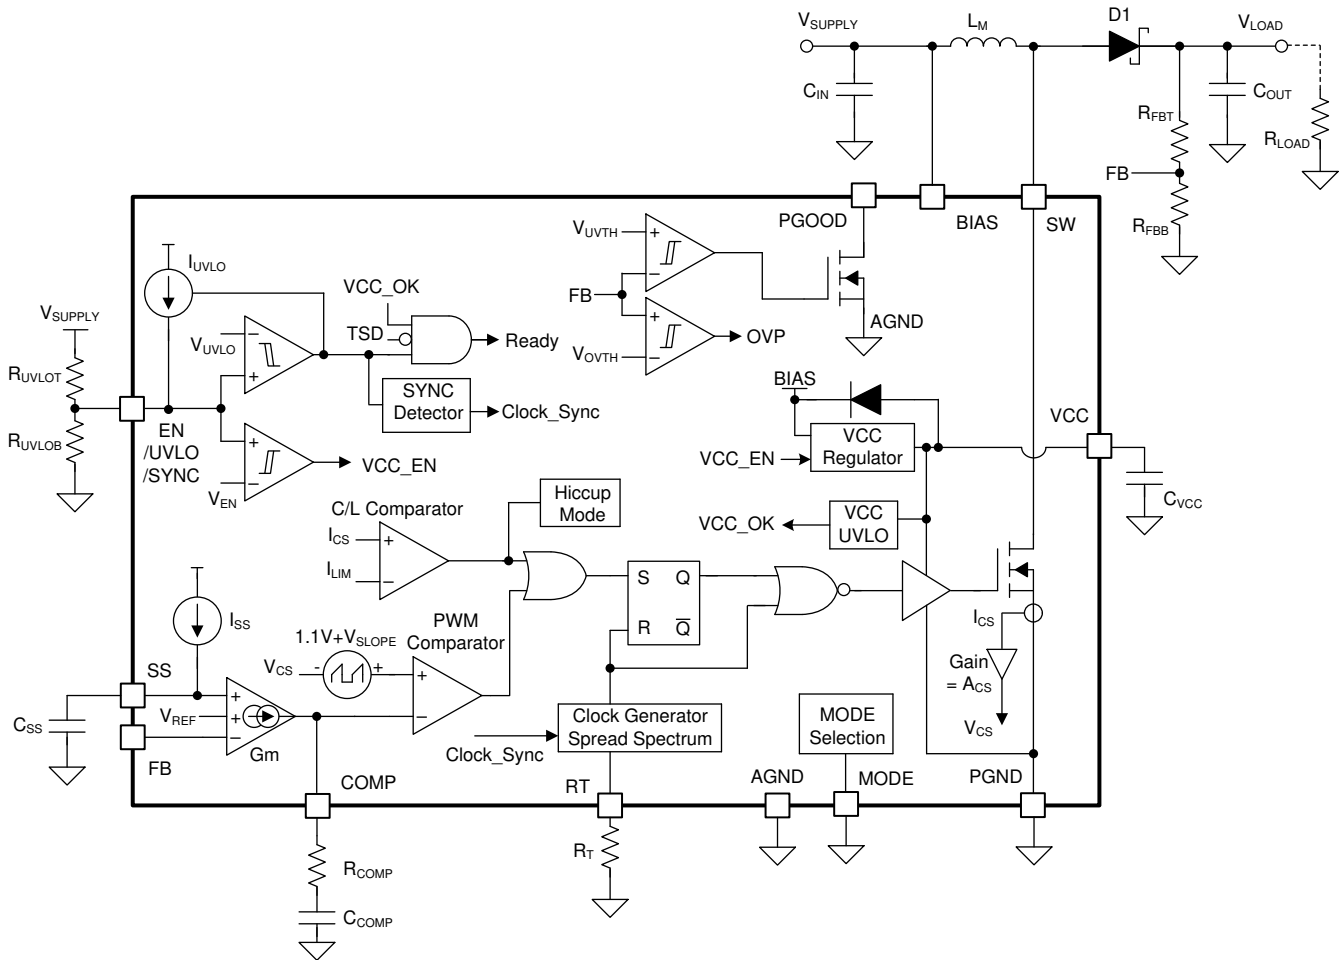 VSUPPLY
LM
D1
VLOAD
CIN
COUT
RFBT
RLOAD
FB
RFBB
PGOOD
BIAS
SW
VUVTH
+
−
FB
+
VOVTH
−
OVP
AGND
IUVLO
VCC_OK
TSD
Ready
VSUPPLY
VUVLO
−
+
RUVLOT
SYNC
Detector
Clock_Sync
RUVLOB
EN
/UVLO
/SYNC
+
VEN
−
VCC_EN
BIAS
VCC
Regulator
VCC_EN
VCC
CVCC
VCC_OK
VCC
UVLO
C/L Comparator
Hiccup
Mode
ICS
+
ILIM
−
S
Q
R
Q
ISS
1.1V+VSLOPE
PWM
Comparator
VCS
-
+
+
−
ICS
Gain
= ACS
VCS
SS
CSS
VREF
+
+
−
FB
Gm
Clock_Sync
Clock Generator
Spread Spectrum
MODE
Selection
COMP
RT
AGND
MODE
PGND
RCOMP
RT
CCOMP